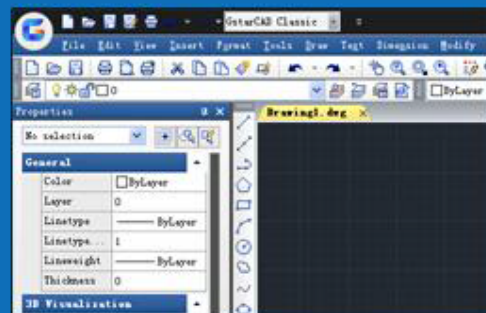 GstarCAD Classic
File Edit View Insert Format Tools Draw Text Dimension Modify
0 ByLayer
Properties
Drawing1.dwg
No selection
General
Color ByLayer
Layer 0
Linetype ByLayer
Linetype... 1
Lineweight ByLayer
Thickness 0
3D Visualization